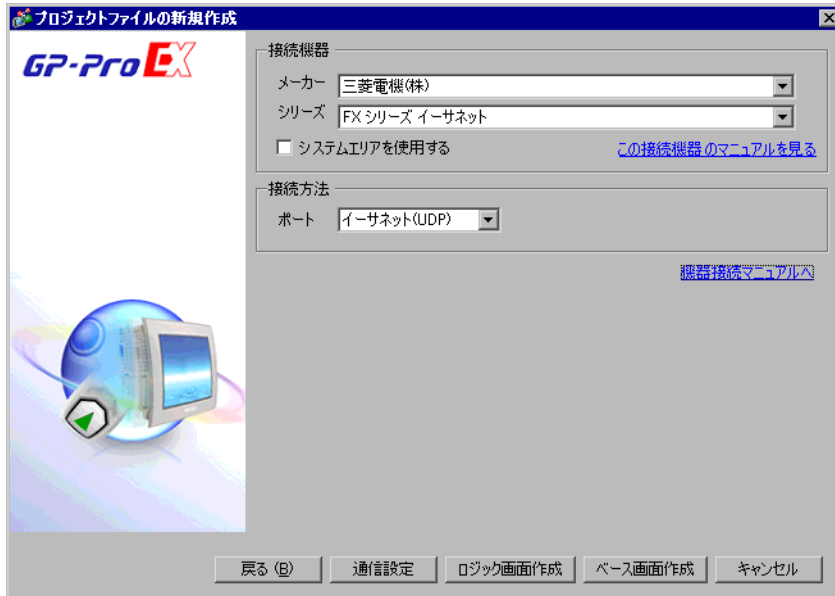 プロジェクトファイルの新規作成
GP-Pro EX
接続機器
メーカー 三菱電機(株)
シリーズ FX シリーズ イーサネット
システムエリアを使用する この接続機器のマニュアルを見る
接続方法
ポート イーサネット(UDP)
機器接続マニュアルへ
戻る (B) 通信設定 ロジック画面作成 ベース画面作成 キャンセル